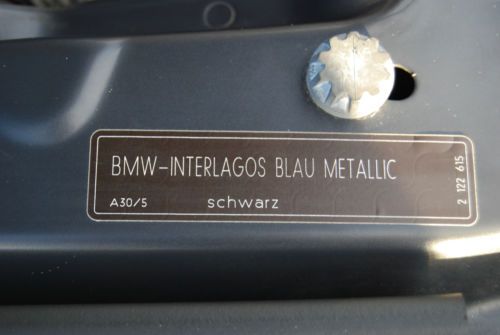 BMW-INTERLAGOS BLAU METALLIC
A30/5 schwarz
2 122 615